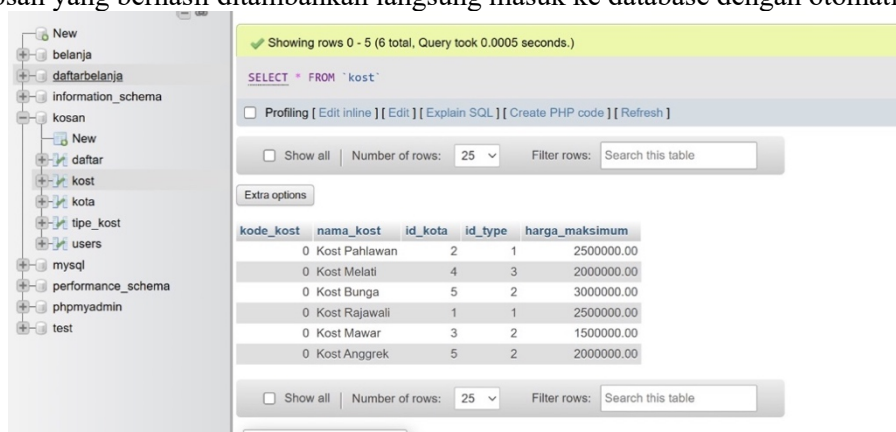 osan yang berhasil ditambahkan langsung masuk ke database dengan otomati
New
belanja
daftarbelanja
information_schema
kosan
New
daftar
kost
kota
tipe_kost
users
mysql
performance_schema
phpmyadmin
test
Showing rows 0 - 5 (6 total, Query took 0.0005 seconds.)
SELECT * FROM `kost`
Profiling [ Edit inline ] [ Edit ] [ Explain SQL ] [ Create PHP code ] [ Refresh ]
Show all | Number of rows: 25 Filter rows: Search this table
Extra options
kode_kost nama_kost id_kota id_type harga_maksimum
0 Kost Pahlawan 2 1 2500000.00
0 Kost Melati 4 3 2000000.00
0 Kost Bunga 5 2 3000000.00
0 Kost Rajawali 1 1 2500000.00
0 Kost Mawar 3 2 1500000.00
0 Kost Anggrek 5 2 2000000.00
Show all | Number of rows: 25 Filter rows: Search this table